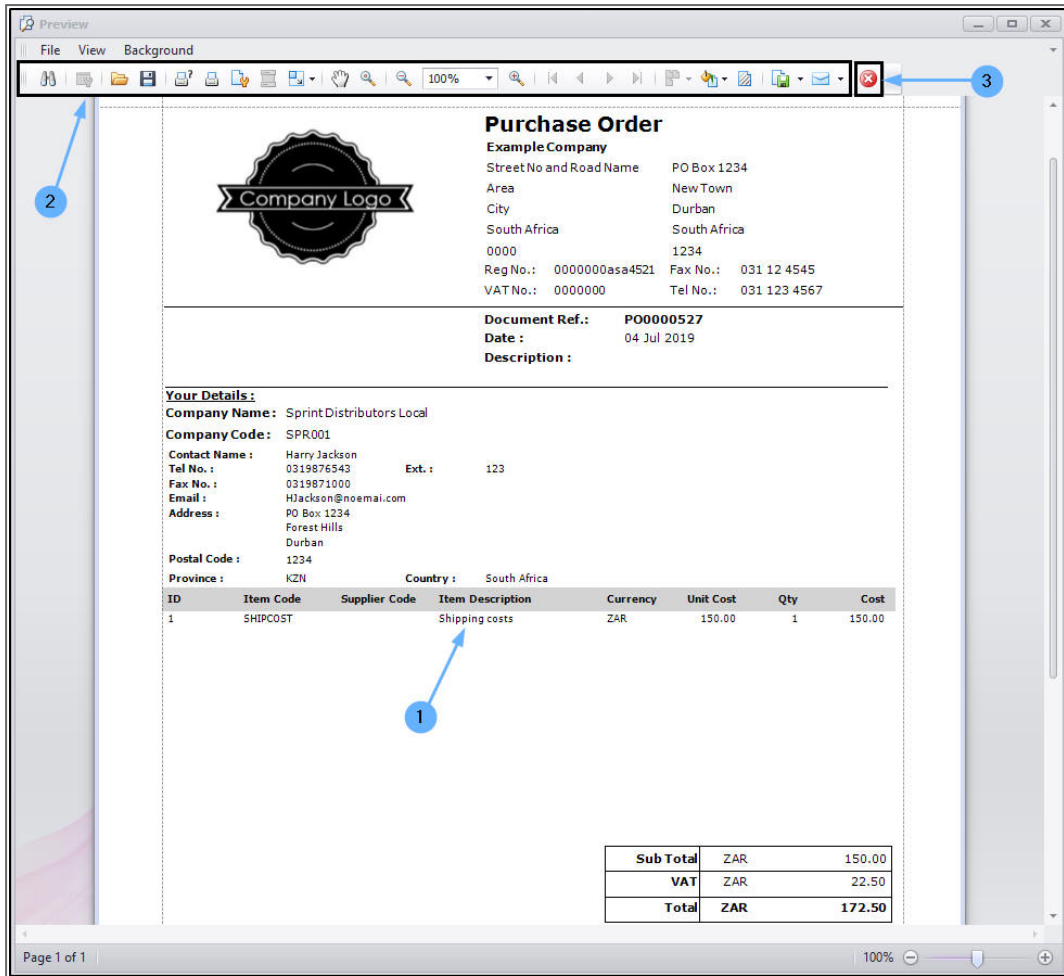 Preview
File View Background
100%
3
2
Company Logo
Purchase Order
Example Company
Street No and Road Name PO Box 1234
Area New Town
City Durban
South Africa South Africa
0000 1234
Reg No.: 0000000asa4521 Fax No.: 031 12 4545
VAT No.: 0000000 Tel No.: 031 123 4567
Document Ref.: PO0000527
Date : 04 Jul 2019
Description :
Your Details :
Company Name : Sprint Distributors Local
Company Code : SPR001
Contact Name : Harry Jackson
Tel No. : 0319876543 Ext. : 123
Fax No. : 0319871000
Email : HJackson@noemai.com
Address : PO Box 1234
Forest Hills
Durban
Postal Code : 1234
Province : KZN Country : South Africa
ID Item Code Supplier Code Item Description Currency Unit Cost Qty Cost
1 SHIPCOST Shipping costs ZAR 150.00 1 150.00
1
Sub Total ZAR 150.00
VAT ZAR 22.50
Total ZAR 172.50
Page 1 of 1 100%